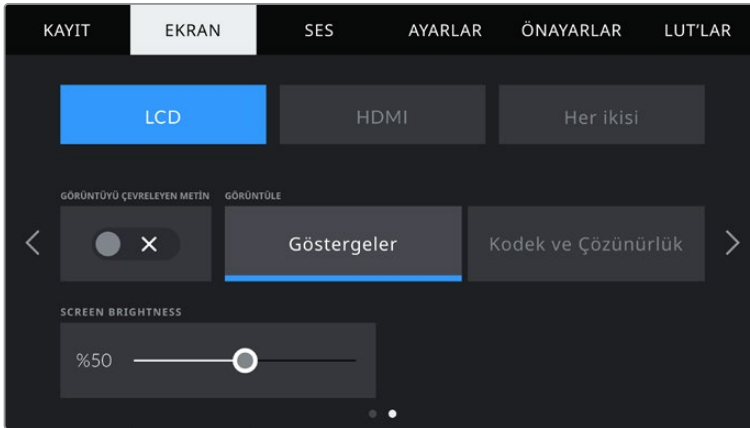 KAYIT EKRAN SES AYARLAR ÖNAYARLAR LUT'LAR
LCD HDMI Her ikisi
GÖRÜNTÜYÜ ÇEVRELEYEN METİN GÖRÜNTÜLE
Göstergeler Kodek ve Çözünürlük
SCREEN BRIGHTNESS
%50